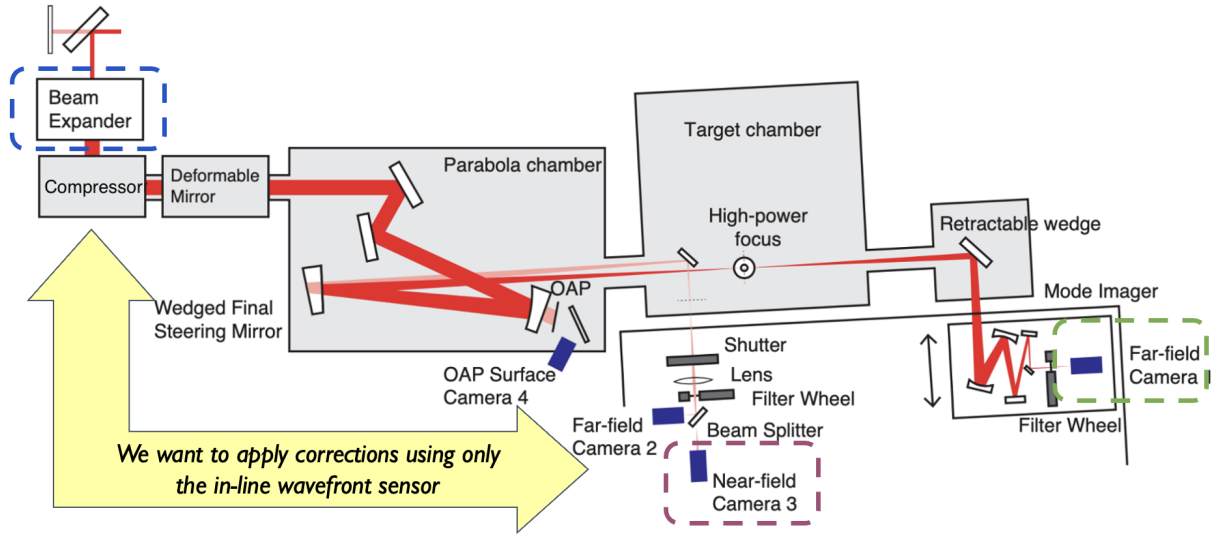 Beam
Expander
Compressor
Deformable
Mirror
Parabola chamber
Target chamber
High-power
focus
Retractable wedge
Mode Imager
OAP
Wedged Final
Steering Mirror
OAP Surface
Camera 4
Shutter
Lens
Filter Wheel
Far-field
Camera 2
Beam Splitter
Near-field
Camera 3
Far-field
Camera 1
Filter Wheel
We want to apply corrections using only
the in-line wavefront sensor